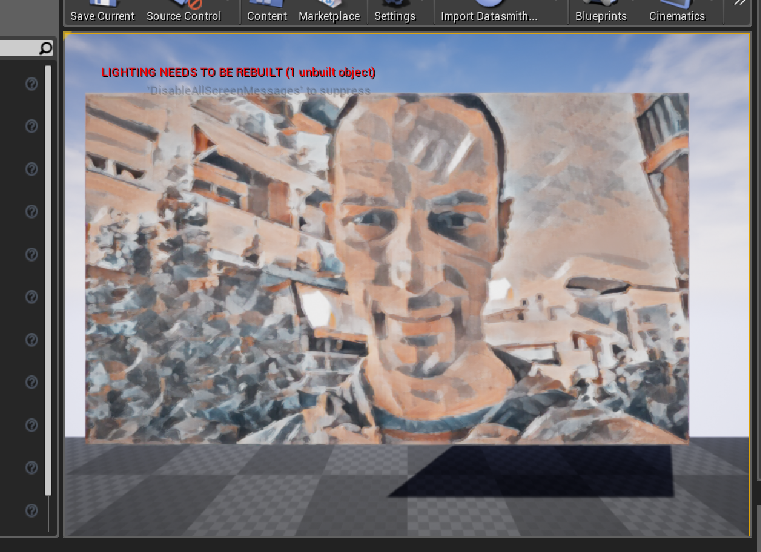 Save Current Source Control Content Marketplace Settings Import Datasmith... Blueprints Cinematics
LIGHTING NEEDS TO BE REBUILT (1 unbuilt object)
'DisableAllScreenMessages' to suppress